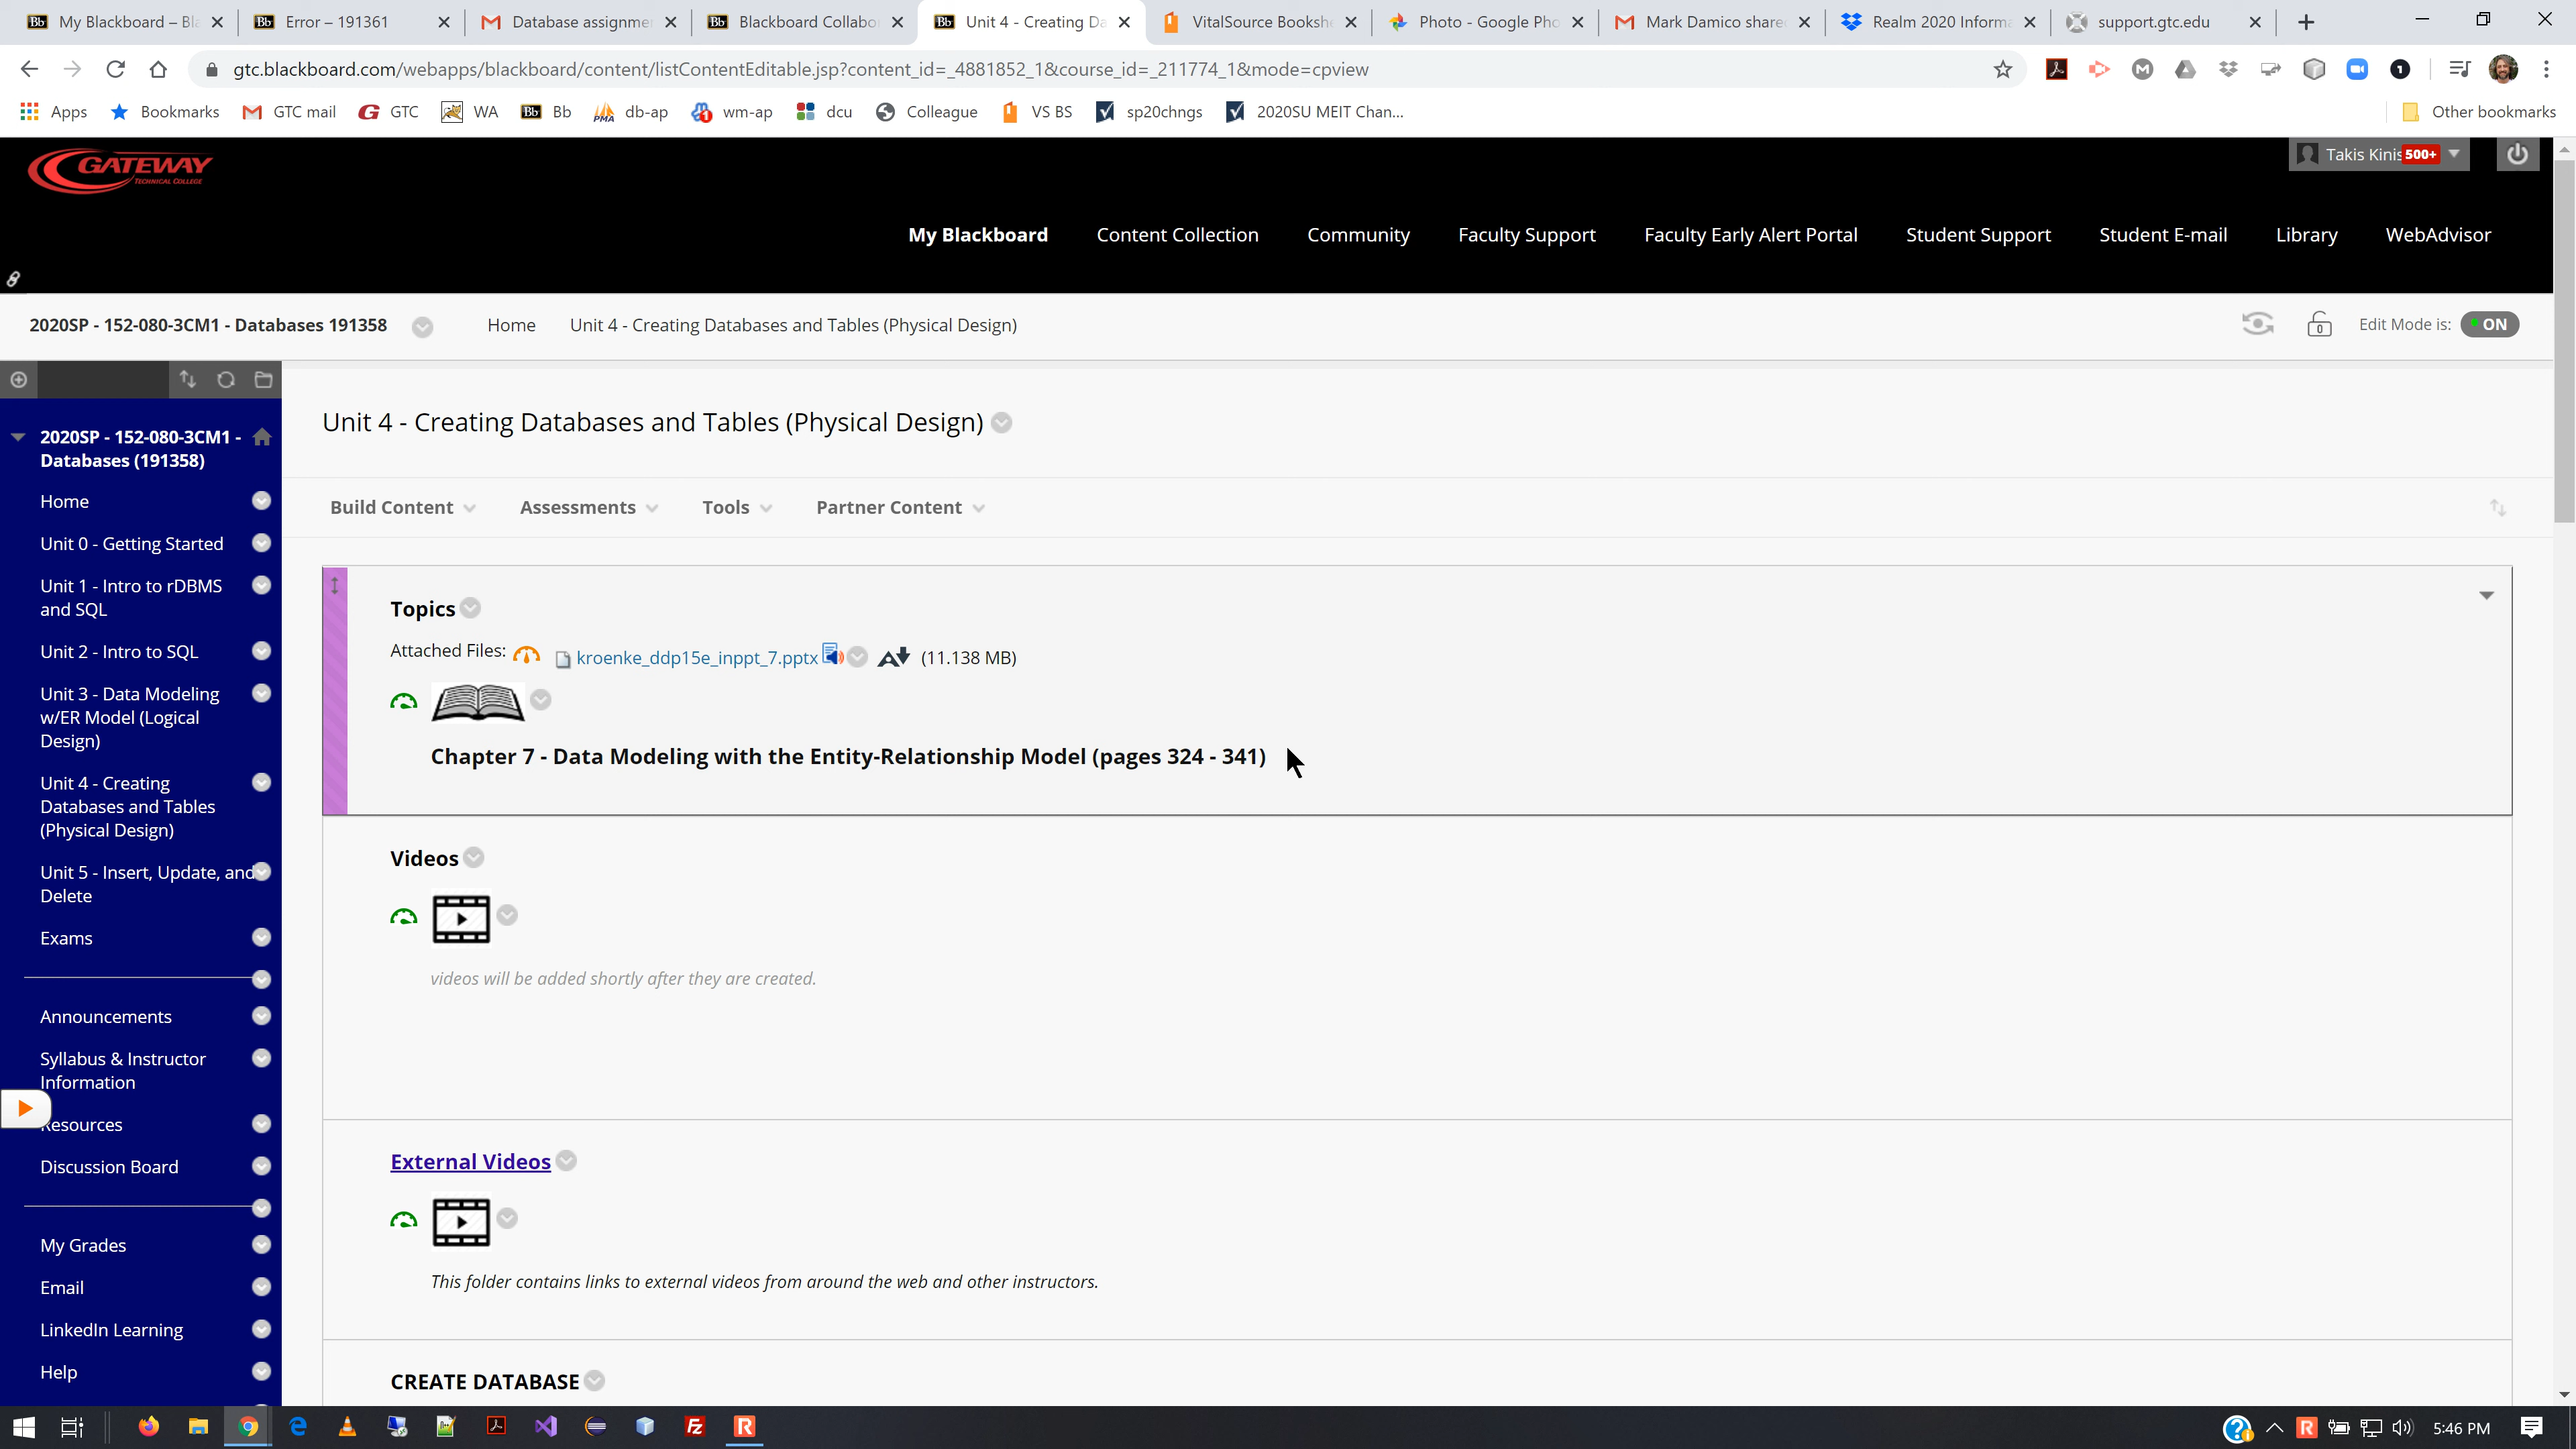 My Blackboard – Bl
Error – 191361
Database assignme
Blackboard Collabo
Unit 4 - Creating Da
VitalSource Bookshe
Photo - Google Pho
Mark Damico share
Realm 2020 Informa
support.gtc.edu
gtc.blackboard.com/webapps/blackboard/content/listContentEditable.jsp?content_id=_4881852_1&course_id=_211774_1&mode=cpview
Apps
Bookmarks
GTC mail
GTC
WA
Bb
db-ap
wm-ap
dcu
Colleague
VS BS
sp20chngs
2020SU MEIT Chan...
Other bookmarks
GATEWAY
TECHNICAL COLLEGE
Takis Kinis
500+
My Blackboard
Content Collection
Community
Faculty Support
Faculty Early Alert Portal
Student Support
Student E-mail
Library
WebAdvisor
2020SP - 152-080-3CM1 - Databases 191358
Home
Unit 4 - Creating Databases and Tables (Physical Design)
Edit Mode is:
ON
2020SP - 152-080-3CM1 -
Databases (191358)
Home
Unit 0 - Getting Started
Unit 1 - Intro to rDBMS
and SQL
Unit 2 - Intro to SQL
Unit 3 - Data Modeling
w/ER Model (Logical
Design)
Unit 4 - Creating
Databases and Tables
(Physical Design)
Unit 5 - Insert, Update, and
Delete
Exams
Announcements
Syllabus & Instructor
Information
Resources
Discussion Board
My Grades
Email
LinkedIn Learning
Help
Unit 4 - Creating Databases and Tables (Physical Design)
Build Content
Assessments
Tools
Partner Content
Topics
Attached Files:
kroenke_ddp15e_inppt_7.pptx
(11.138 MB)
Chapter 7 - Data Modeling with the Entity-Relationship Model (pages 324 - 341)
Videos
videos will be added shortly after they are created.
External Videos
This folder contains links to external videos from around the web and other instructors.
CREATE DATABASE
5:46 PM